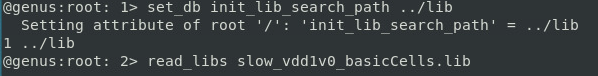 @genus:root: 1> set_db init_lib_search_path ../lib
Setting attribute of root '/': 'init_lib_search_path' = ../lib
1 ../lib
@genus:root: 2> read_libs slow_vdd1v0_basicCells.lib